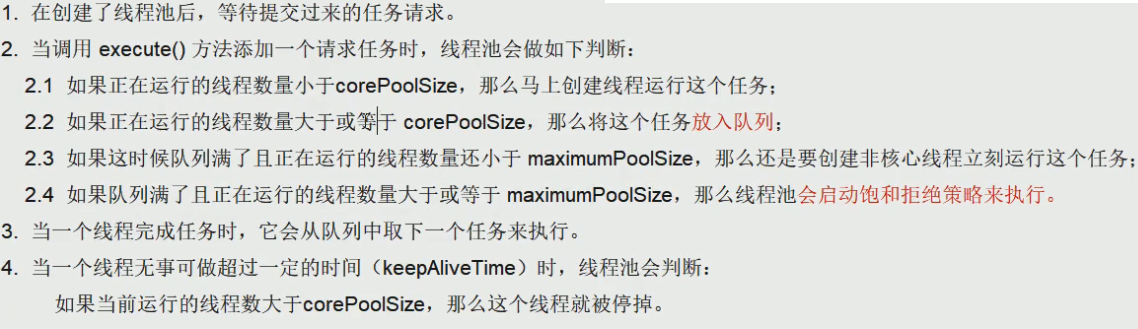 1. 在创建了线程池后，等待提交过来的任务请求。
2. 当调用 execute() 方法添加一个请求任务时，线程池会做如下判断：
2.1 如果正在运行的线程数量小于corePoolSize，那么马上创建线程运行这个任务；
2.2 如果正在运行的线程数量大于或等于 corePoolSize，那么将这个任务放入队列；
2.3 如果这时候队列满了且正在运行的线程数量还小于 maximumPoolSize，那么还是要创建非核心线程立刻运行这个任务；
2.4 如果队列满了且正在运行的线程数量大于或等于 maximumPoolSize，那么线程池会启动饱和拒绝策略来执行。
3. 当一个线程完成任务时，它会从队列中取下一个任务来执行。
4. 当一个线程无事可做超过一定的时间（keepAliveTime）时，线程池会判断：
如果当前运行的线程数大于corePoolSize，那么这个线程就被停掉。